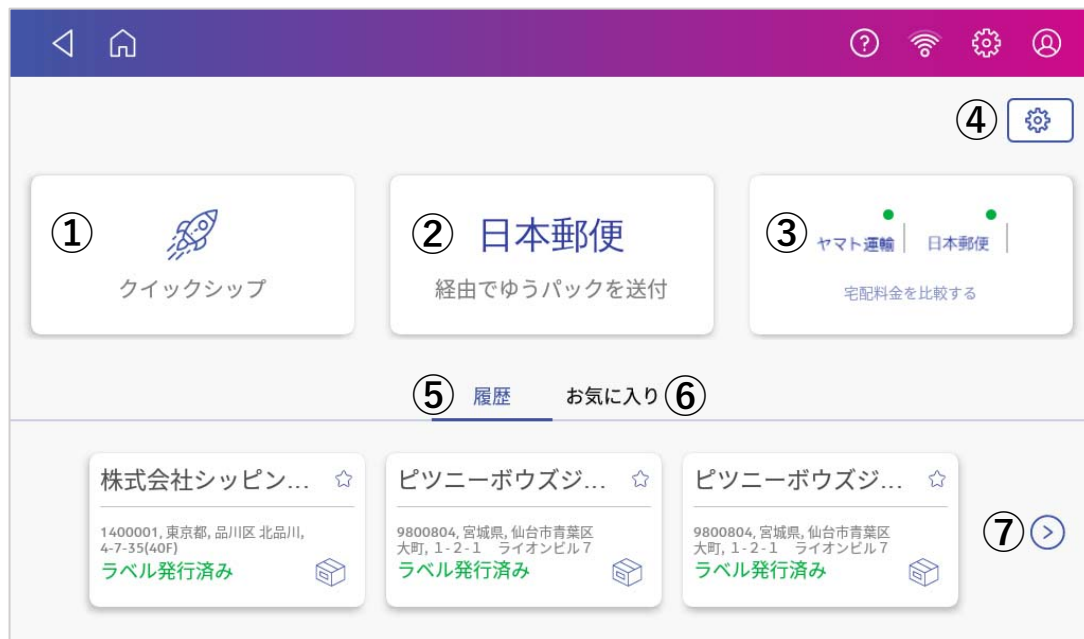 ④
①
クイックシップ
② 日本郵便
経由でゆうパックを送付
③ ヤマト運輸 日本郵便
宅配料金を比較する
⑤ 履歴 お気に入り ⑥
株式会社シッピン...
1400001, 東京都, 品川区 北品川,
4-7-35(40F)
ラベル発行済み
ピツニーボウズジ...
9800804, 宮城県, 仙台市青葉区
大町, 1-2-1 ライオンビル7
ラベル発行済み
ピツニーボウズジ...
9800804, 宮城県, 仙台市青葉区
大町, 1-2-1 ライオンビル7
ラベル発行済み
⑦